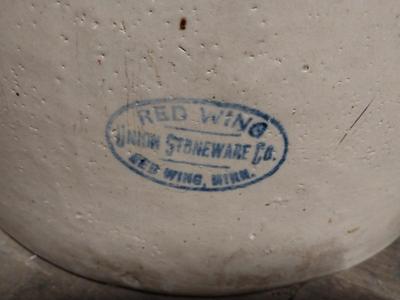 RED WING
UNION STONEWARE CO.
RED WING, MINN.